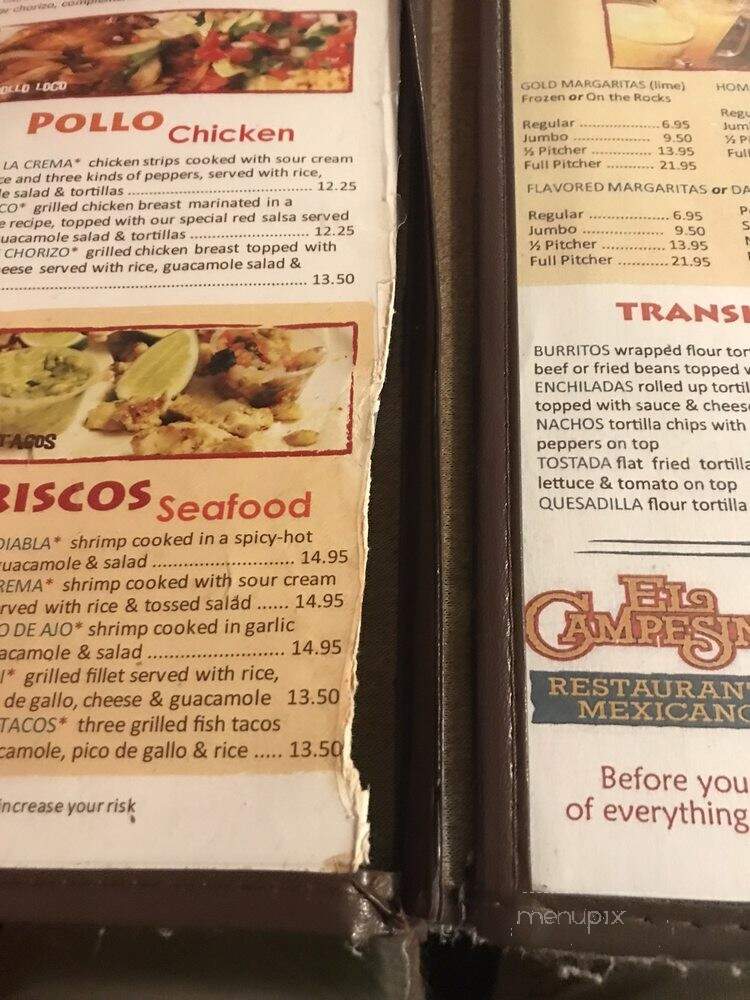 or chorizo,
OLLO LOCO
POLLO Chicken
LA CREMA* chicken strips cooked with sour cream
ce and three kinds of peppers, served with rice,
le salad & tortillas ........ 12.25
CO* grilled chicken breast marinated in a
e recipe, topped with our special red salsa served
uacamole salad & tortillas ........ 12.25
CHORIZO* grilled chicken breast topped with
eese served with rice, guacamole salad &
........ 13.50
TACOS
RISCOS Seafood
DIABLA* shrimp cooked in a spicy-hot
uacamole & salad ........ 14.95
REMA* shrimp cooked with sour cream
erved with rice & tossed salad ...... 14.95
O DE AJO* shrimp cooked in garlic
acamole & salad ........ 14.95
I* grilled fillet served with rice,
de gallo, cheese & guacamole 13.50
TACOS* three grilled fish tacos
camole, pico de gallo & rice ..... 13.50
increase your risk
GOLD MARGARITAS (lime) HOM
Frozen or On the Rocks
Regular ........ 6.95
Jumbo ........ 9.50
½ Pitcher ........ 13.95
Full Pitcher ........ 21.95
FLAVORED MARGARITAS or DA
Regular ........ 6.95
Jumbo ........ 9.50
½ Pitcher ........ 13.95
Full Pitcher ........ 21.95
TRANSL
BURRITOS wrapped flour tor
beef or fried beans topped w
ENCHILADAS rolled up tortil
topped with sauce & cheese
NACHOS tortilla chips with
peppers on top
TOSTADA flat fried tortilla
lettuce & tomato on top
QUESADILLA flour tortilla
EL
CAMPESIN
RESTAURAN
MEXICANO
Before you
of everything
menupix